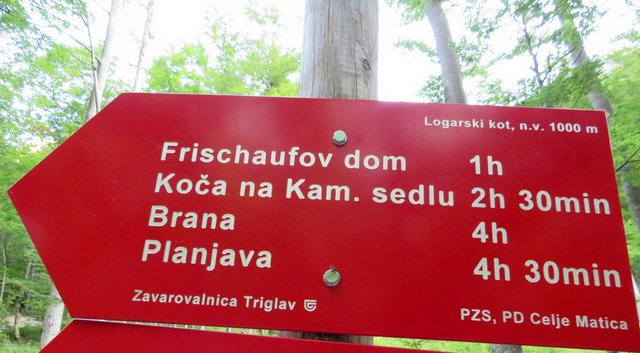 Logarski kot, n.v. 1000 m
Frischaufov dom 1h
Koča na Kam. sedlu 2h 30min
Brana 4h
Planjava 4h 30min
Zavarovalnica Triglav
PZS, PD Celje Matica